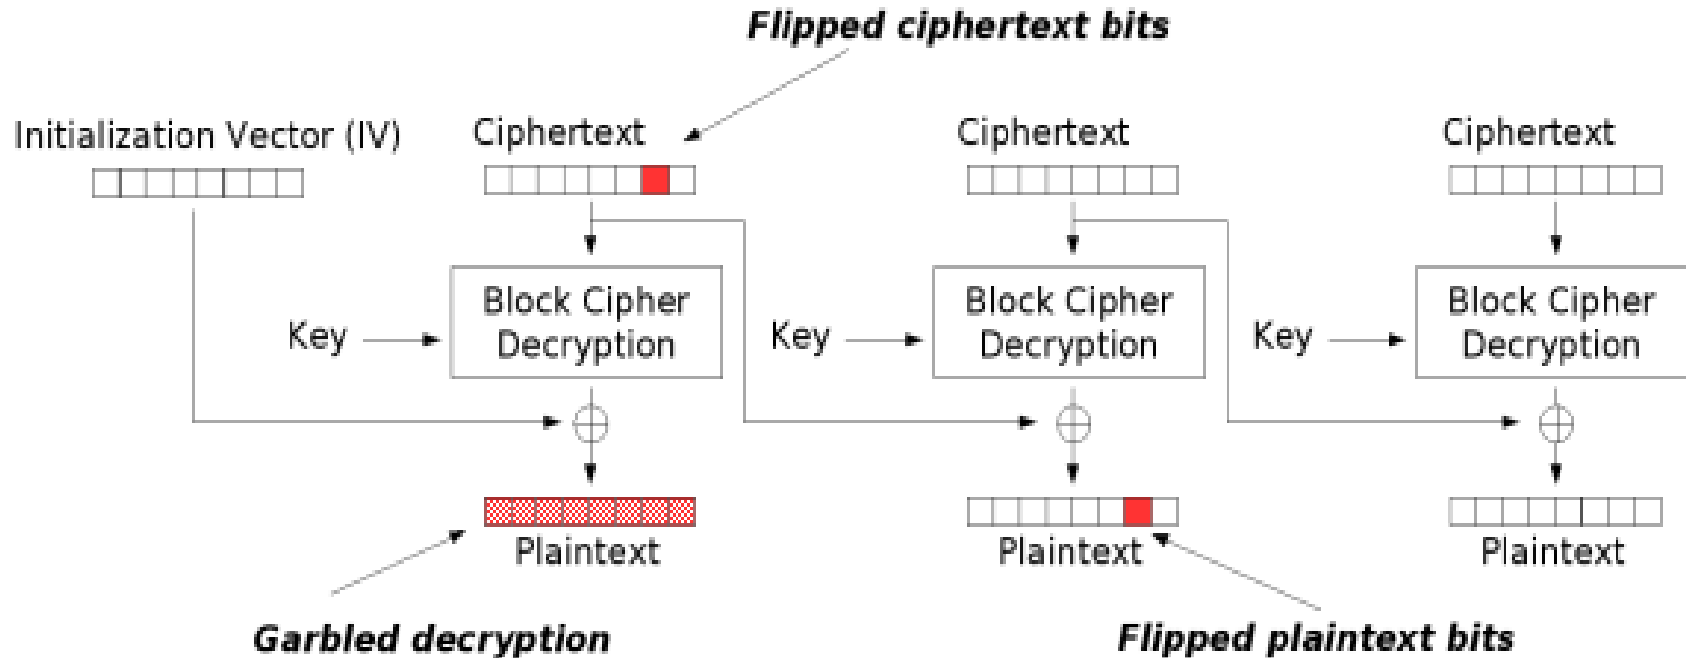 Flipped ciphertext bits
Initialization Vector (IV)
Ciphertext
Ciphertext
Ciphertext
Key
Block Cipher
Decryption
Key
Block Cipher
Decryption
Key
Block Cipher
Decryption
Plaintext
Plaintext
Plaintext
Garbled decryption
Flipped plaintext bits